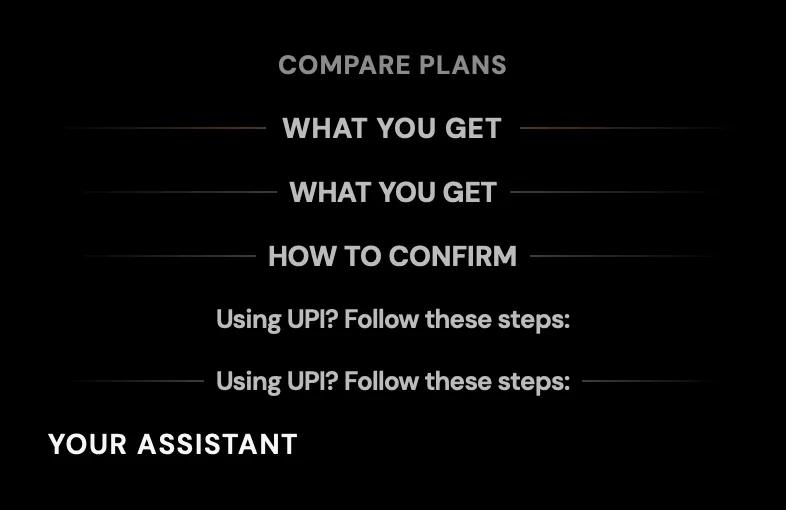 COMPARE PLANS
WHAT YOU GET
WHAT YOU GET
HOW TO CONFIRM
Using UPI? Follow these steps:
Using UPI? Follow these steps:
YOUR ASSISTANT